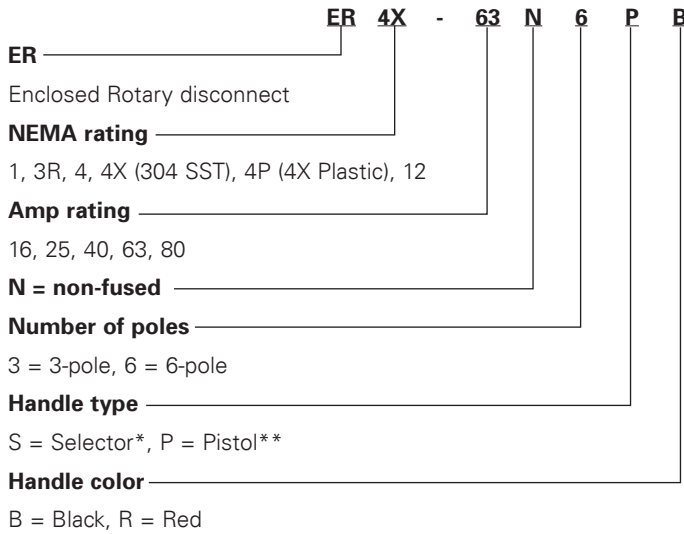 ER 4X - 63 N 6 P B
ER
Enclosed Rotary disconnect
NEMA rating
1, 3R, 4, 4X (304 SST), 4P (4X Plastic), 12
Amp rating
16, 25, 40, 63, 80
N = non-fused
Number of poles
3 = 3-pole, 6 = 6-pole
Handle type
S = Selector*, P = Pistol**
Handle color
B = Black, R = Red